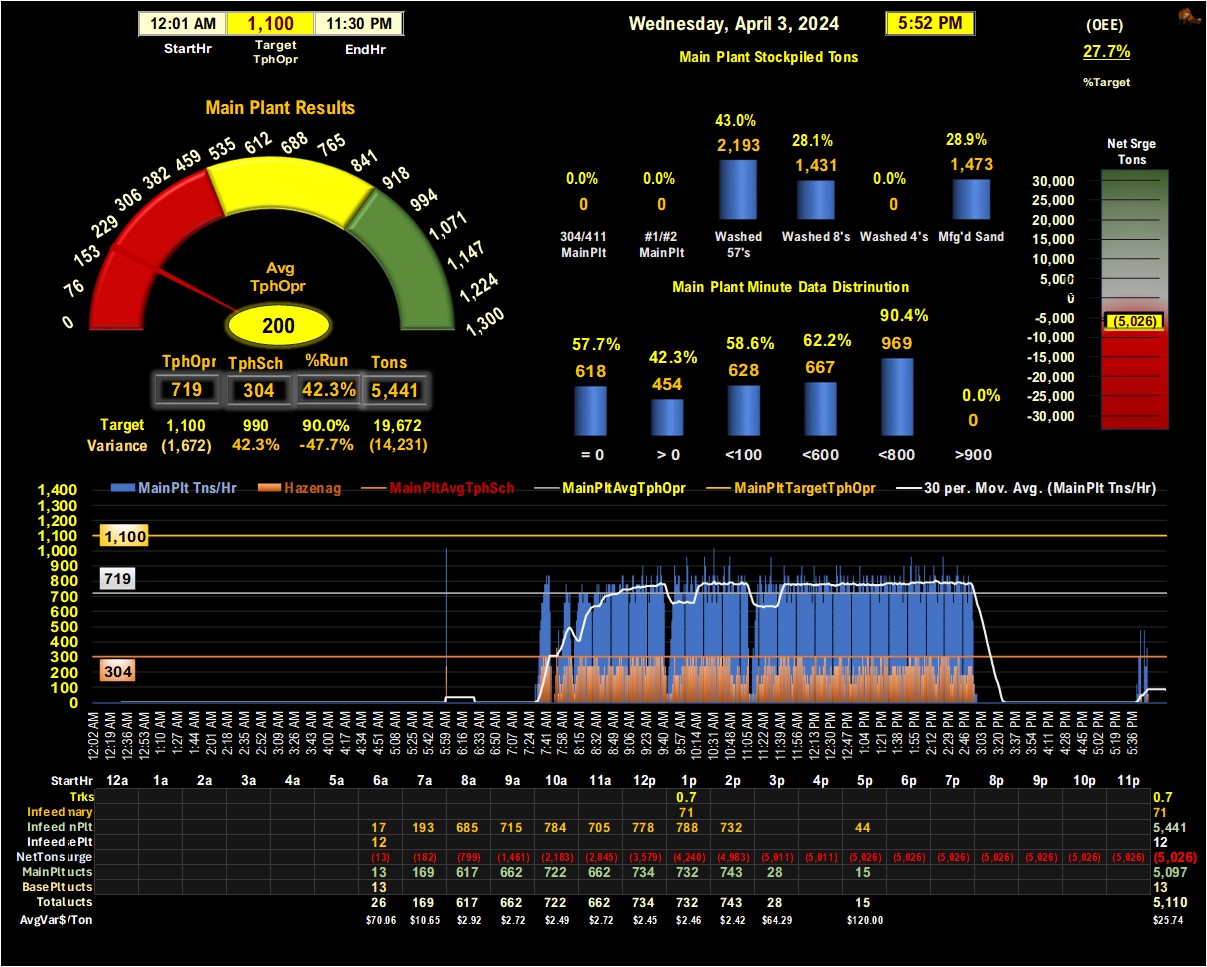 12:01 AM 1,100 11:30 PM
StartHr Target TphOpr EndHr
Wednesday, April 3, 2024 5:52 PM
Main Plant Stockpiled Tons
(OEE)
27.7%
%Target
Main Plant Results
0 76 153 229 306 382 459 535 612 688 765 841 918 994 1,071 1,147 1,224 1,300
Avg
TphOpr
200
TphOpr TphSch %Run Tons
719 304 42.3% 5,441
Target 1,100 990 90.0% 19,672
Variance (1,672) 42.3% -47.7% (14,231)
0.0% 0.0% 43.0% 28.1% 0.0% 28.9%
0 0 2,193 1,431 0 1,473
304/411 MainPlt #1/#2 MainPlt Washed 57's Washed 8's Washed 4's Mfg'd Sand
Main Plant Minute Data Distrinution
57.7% 42.3% 58.6% 62.2% 90.4% 0.0%
618 454 628 667 969 0
= 0 > 0 <100 <600 <800 >900
Net Srge
Tons
30,000
25,000
20,000
15,000
10,000
5,000
0
-5,000
(5,026)
-10,000
-15,000
-20,000
-25,000
-30,000
MainPlt Tns/Hr Hazenag MainPltAvgTphSch MainPltAvgTphOpr MainPltTargetTphOpr 30 per. Mov. Avg. (MainPlt Tns/Hr)
1,400
1,300
1,200
1,100
1,000
900
800
700
600
500
400
300
200
100
0
1,100
719
304
12:02 AM 12:19 AM 12:36 AM 12:53 AM 1:10 AM 1:27 AM 1:44 AM 2:01 AM 2:18 AM 2:35 AM 2:52 AM 3:09 AM 3:26 AM 3:43 AM 4:00 AM 4:17 AM 4:34 AM 4:51 AM 5:08 AM 5:25 AM 5:42 AM 5:59 AM 6:16 AM 6:33 AM 6:50 AM 7:07 AM 7:24 AM 7:41 AM 7:58 AM 8:15 AM 8:32 AM 8:49 AM 9:06 AM 9:23 AM 9:40 AM 9:57 AM 10:14 AM 10:31 AM 10:48 AM 11:05 AM 11:22 AM 11:39 AM 11:56 AM 12:13 PM 12:30 PM 12:47 PM 1:04 PM 1:21 PM 1:38 PM 1:55 PM 2:12 PM 2:29 PM 2:46 PM 3:03 PM 3:20 PM 3:37 PM 3:54 PM 4:11 PM 4:28 PM 4:45 PM 5:02 PM 5:19 PM 5:36 PM
StartHr 12a 1a 2a 3a 4a 5a 6a 7a 8a 9a 10a 11a 12p 1p 2p 3p 4p 5p 6p 7p 8p 9p 10p 11p
Trks 0.7 0.7
Infeed mary 71 71
Infeed nPlt 17 193 685 715 784 705 778 788 732 44 5,441
Infeed ePlt 12 12
NetTons urge (13) (182) (799) (1,461) (2,183) (2,845) (3,579) (4,240) (4,983) (5,011) (5,011) (5,026) (5,026) (5,026) (5,026) (5,026) (5,026) (5,026) (5,026)
MainPlt ucts 13 169 617 662 722 662 734 732 743 28 15 5,097
BasePlt ucts 13 13
Total ucts 26 169 617 662 722 662 734 732 743 28 15 5,110
AvgVar$/Ton $70.06 $10.65 $2.92 $2.72 $2.49 $2.72 $2.45 $2.46 $2.42 $64.29 $120.00 $25.74